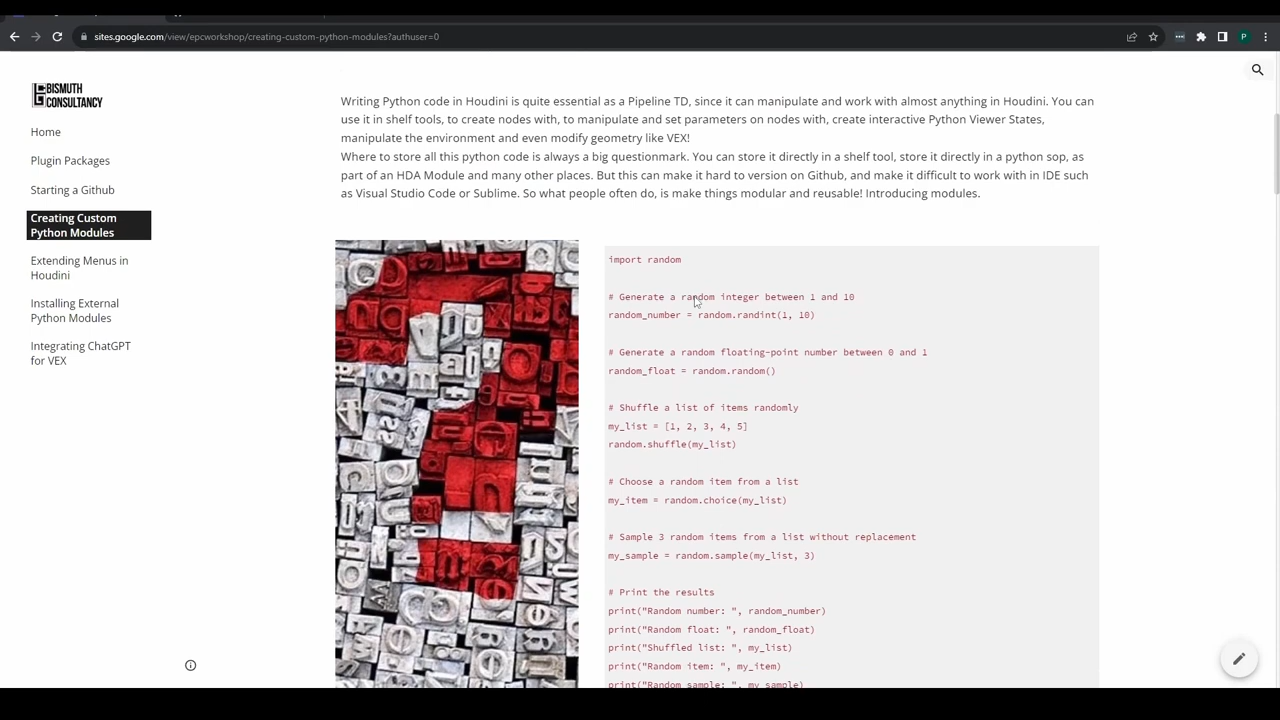 sites.google.com/view/epcworkshop/creating-custom-python-modules?authuser=0
P
BISMUTH
CONSULTANCY
Home
Plugin Packages
Starting a Github
Creating Custom
Python Modules
Extending Menus in
Houdini
Installing External
Python Modules
Integrating ChatGPT
for VEX
Writing Python code in Houdini is quite essential as a Pipeline TD, since it can manipulate and work with almost anything in Houdini. You can
use it in shelf tools, to create nodes with, to manipulate and set parameters on nodes with, create interactive Python Viewer States,
manipulate the environment and even modify geometry like VEX!
Where to store all this python code is always a big questionmark. You can store it directly in a shelf tool, store it directly in a python sop, as
part of an HDA Module and many other places. But this can make it hard to version on Github, and make it difficult to work with in IDE such
as Visual Studio Code or Sublime. So what people often do, is make things modular and reusable! Introducing modules.
import random
# Generate a random integer between 1 and 10
random_number = random.randint(1, 10)
# Generate a random floating-point number between 0 and 1
random_float = random.random()
# Shuffle a list of items randomly
my_list = [1, 2, 3, 4, 5]
random.shuffle(my_list)
# Choose a random item from a list
my_item = random.choice(my_list)
# Sample 3 random items from a list without replacement
my_sample = random.sample(my_list, 3)
# Print the results
print("Random number: ", random_number)
print("Random float: ", random_float)
print("Shuffled list: ", my_list)
print("Random item: ", my_item)
print("Random sample: ", my_sample)